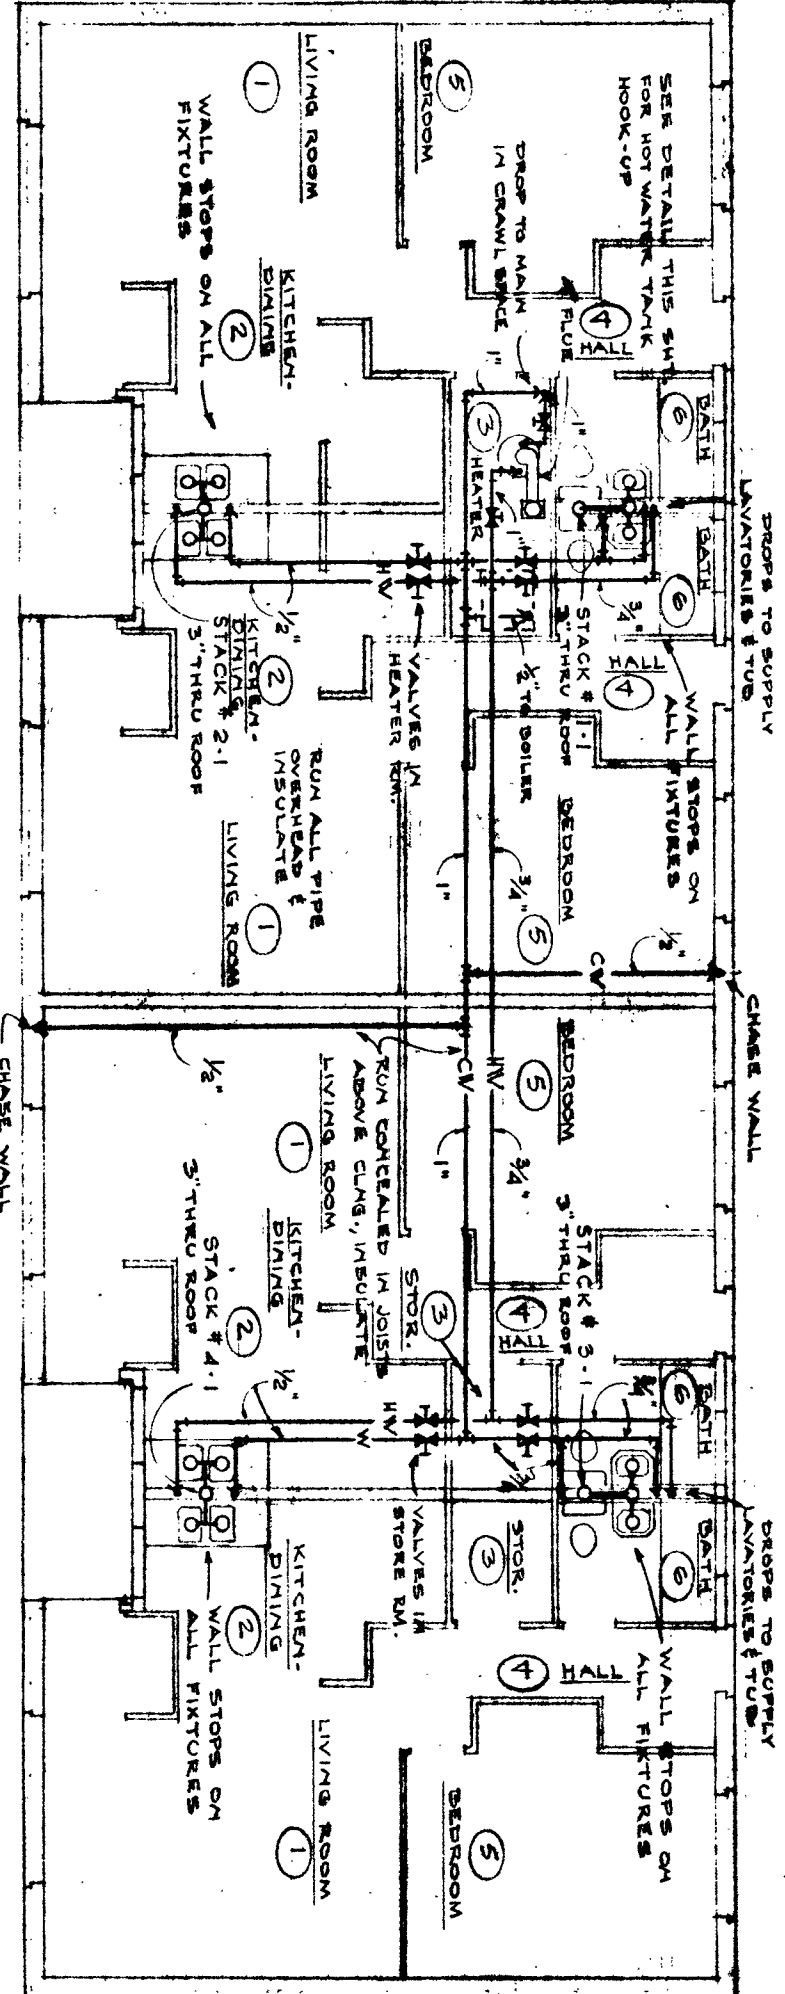 SEE DETAIL THIS SHT.
FOR HOT WATER TANK
HOOK-UP
DROP TO MAIN
IN CRAWL SPACE
FLUE
5
BEDROOM
LIVING ROOM
1
WALL STOPS ON ALL
FIXTURES
KITCHEN-
DINING
2
4
HALL
BATH
6
DROPS TO SUPPLY
LAVATORIES & TUB
BATH
6
1"
1"
1"
3
HEATER
3/4"
HW
1/2"
STACK # 1-1
3" THRU ROOF
1/2" TO BOILER
HALL
4
WALL STOPS ON
ALL FIXTURES
VALVES IN
HEATER RM.
KITCHEN-
DINING
2
STACK # 2-1
3" THRU ROOF
RUN ALL PIPE
OVERHEAD &
INSULATE
LIVING ROOM
1
BEDROOM
5
3/4"
1"
1/2"
CW
CHASE WALL
BEDROOM
5
HW
CW
3/4"
1"
1/2"
CHASE WALL
RUN CONCEALED IN JOISTS
ABOVE CLNG., INSULATE
LIVING ROOM
1
KITCHEN-
DINING
2
STACK # 4-1
3" THRU ROOF
STACK # 3-1
3" THRU ROOF
STOR.
3
4
HALL
BATH
6
DROPS TO SUPPLY
LAVATORIES & TUB
BATH
6
1/2"
HW
W
3/4"
VALVES IN
STORE RM.
STOR.
3
KITCHEN-
DINING
2
WALL STOPS ON
ALL FIXTURES
4
HALL
WALL STOPS ON
ALL FIXTURES
LIVING ROOM
1
BEDROOM
5